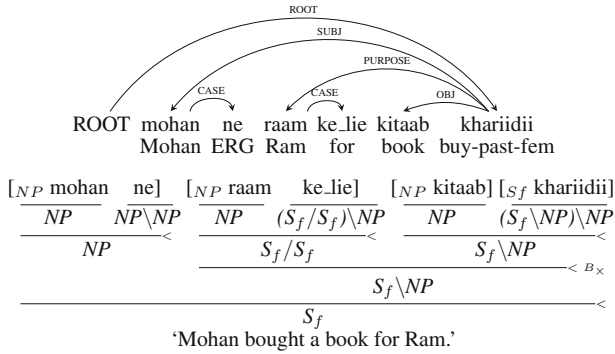 ROOT
SUBJ
PURPOSE
CASE CASE OBJ
ROOT mohan ne raam ke_lie kitaab khariidii
Mohan ERG Ram for book buy-past-fem
[NP mohan ne] [NP raam ke_lie] [NP kitaab] [Sf khariidii]
NP NP\NP NP (Sf/Sf)\NP NP (Sf\NP)\NP
< < <
NP Sf/Sf Sf\NP
< B×
Sf\NP
<
Sf
‘Mohan bought a book for Ram.’